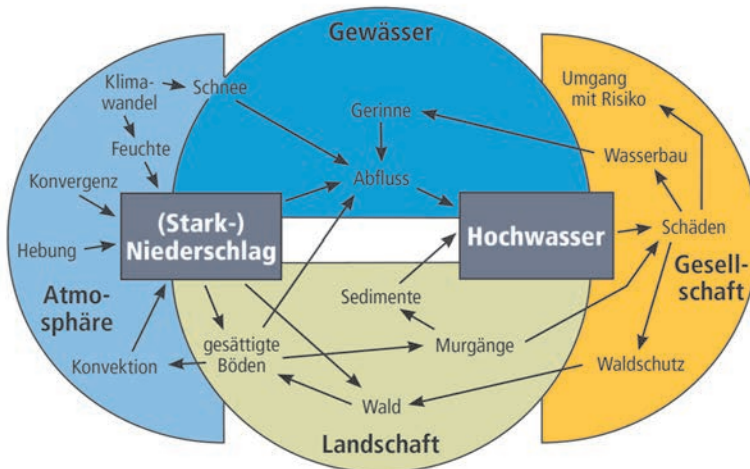 Gewässer
Klima-
wandel
Schnee
Umgang
mit Risiko
Gerinne
Feuchte
Wasserbau
Konvergenz
Abfluss
(Stark-)
Niederschlag
Hochwasser
Schäden
Hebung
Gesell-
schaft
Atmo-
sphäre
Sedimente
gesättigte
Böden
Murgänge
Konvektion
Waldschutz
Wald
Landschaft